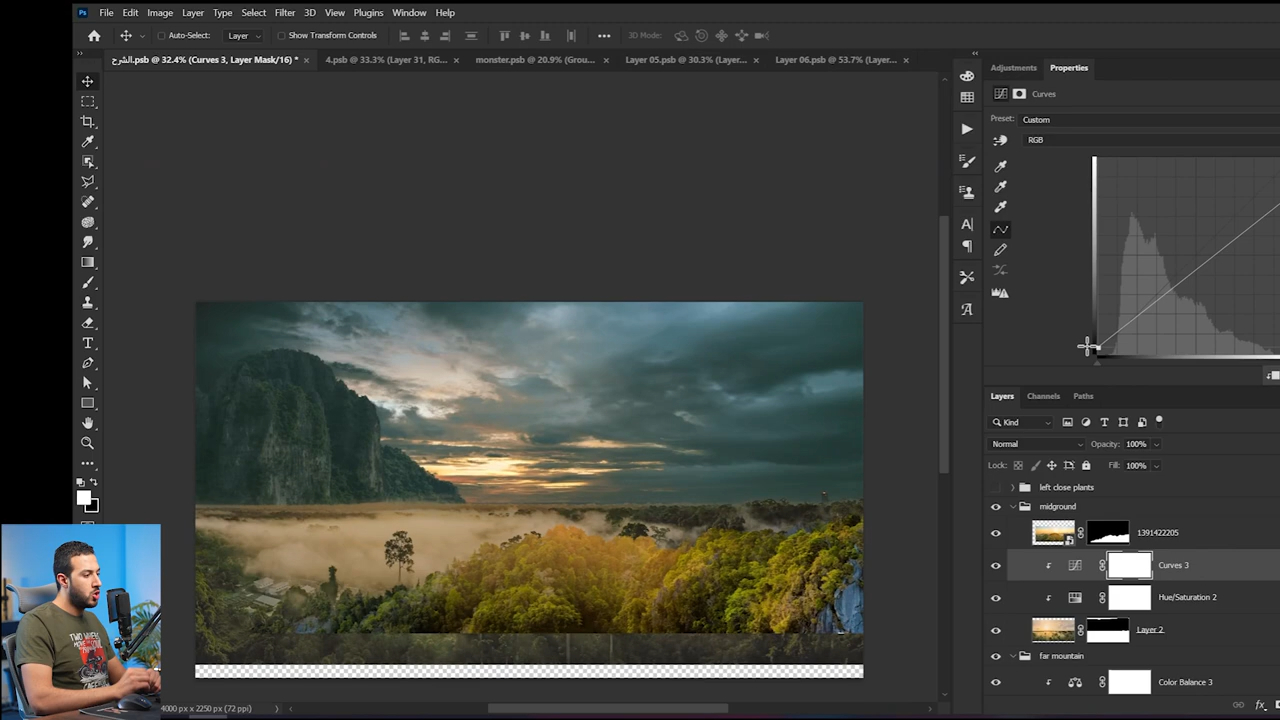 Ps File Edit Image Layer Type Select Filter 3D View Plugins Window Help
Auto-Select: Layer Show Transform Controls 3D Mode:
الشرح.psb @ 32.4% (Curves 3, Layer Mask/16) * × 4.psb @ 33.3% (Layer 31, RG... × monster.psb @ 20.9% (Grou... × Layer 05.psb @ 30.3% (Layer... × Layer 06.psb @ 53.7% (Layer... ×
Adjustments Properties
Curves
Preset: Custom
RGB
Layers Channels Paths
Kind
Normal Opacity: 100%
Lock: Fill: 100%
left close plants
midground
1391422205
Curves 3
Hue/Saturation 2
Layer 2
far mountain
Color Balance 3
4000 px x 2250 px (72 ppi)